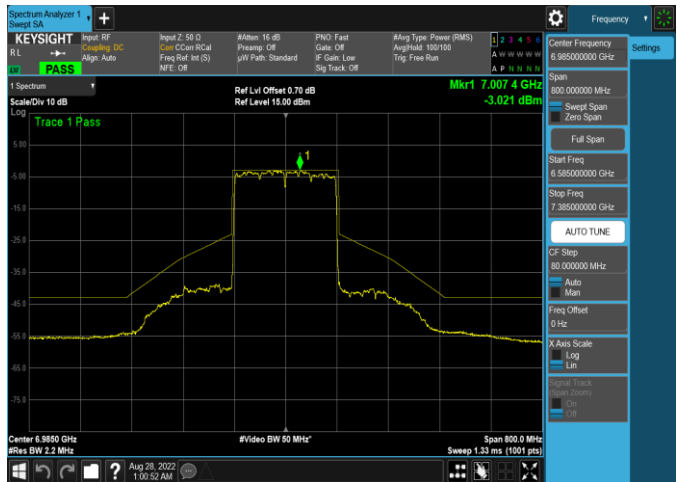 Spectrum Analyzer 1
Swept SA
Frequency
KEYSIGHT
R L
PASS
Input: RF
Coupling: DC
Align: Auto
Input Z: 50 Ω
Corr CCorr RCal
Freq Ref: Int (S)
NFE: Off
#Atten: 16 dB
Preamp: Off
µW Path: Standard
PNO: Fast
Gate: Off
IF Gain: Low
Sig Track: Off
#Avg Type: Power (RMS)
Avg|Hold: 100/100
Trig: Free Run
1 2 3 4 5 6
A W W W W W
A P N N N N
1 Spectrum
Scale/Div 10 dB
Log
Ref Lvl Offset 0.70 dB
Ref Level 15.00 dBm
Mkr1 7.007 4 GHz
-3.021 dBm
Trace 1 Pass
1
5.00
-5.00
-15.0
-25.0
-35.0
-45.0
-55.0
-65.0
-75.0
Center 6.9850 GHz
#Res BW 2.2 MHz
#Video BW 50 MHz*
Span 800.0 MHz
Sweep 1.33 ms (1001 pts)
Aug 28, 2022
1:00:52 AM
Center Frequency
6.985000000 GHz
Settings
Span
800.000000 MHz
Swept Span
Zero Span
Full Span
Start Freq
6.585000000 GHz
Stop Freq
7.385000000 GHz
AUTO TUNE
CF Step
80.000000 MHz
Auto
Man
Freq Offset
0 Hz
X Axis Scale
Log
Lin
Signal Track
(Span Zoom)
On
Off